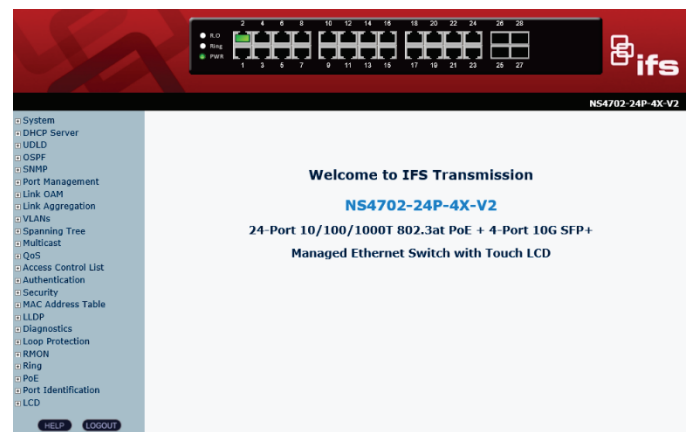 2 4 6 8 10 12 14 16 18 20 22 24 26 28
R.O
Ring
PWR
1 3 5 7 9 11 13 15 17 19 21 23 25 27
ifs
NS4702-24P-4X-V2
System
DHCP Server
UDLD
OSPF
SNMP
Port Management
Link OAM
Link Aggregation
VLANs
Spanning Tree
Multicast
QoS
Access Control List
Authentication
Security
MAC Address Table
LLDP
Diagnostics
Loop Protection
RMON
Ring
PoE
Port Identification
LCD
HELP LOGOUT
Welcome to IFS Transmission
NS4702-24P-4X-V2
24-Port 10/100/1000T 802.3at PoE + 4-Port 10G SFP+
Managed Ethernet Switch with Touch LCD